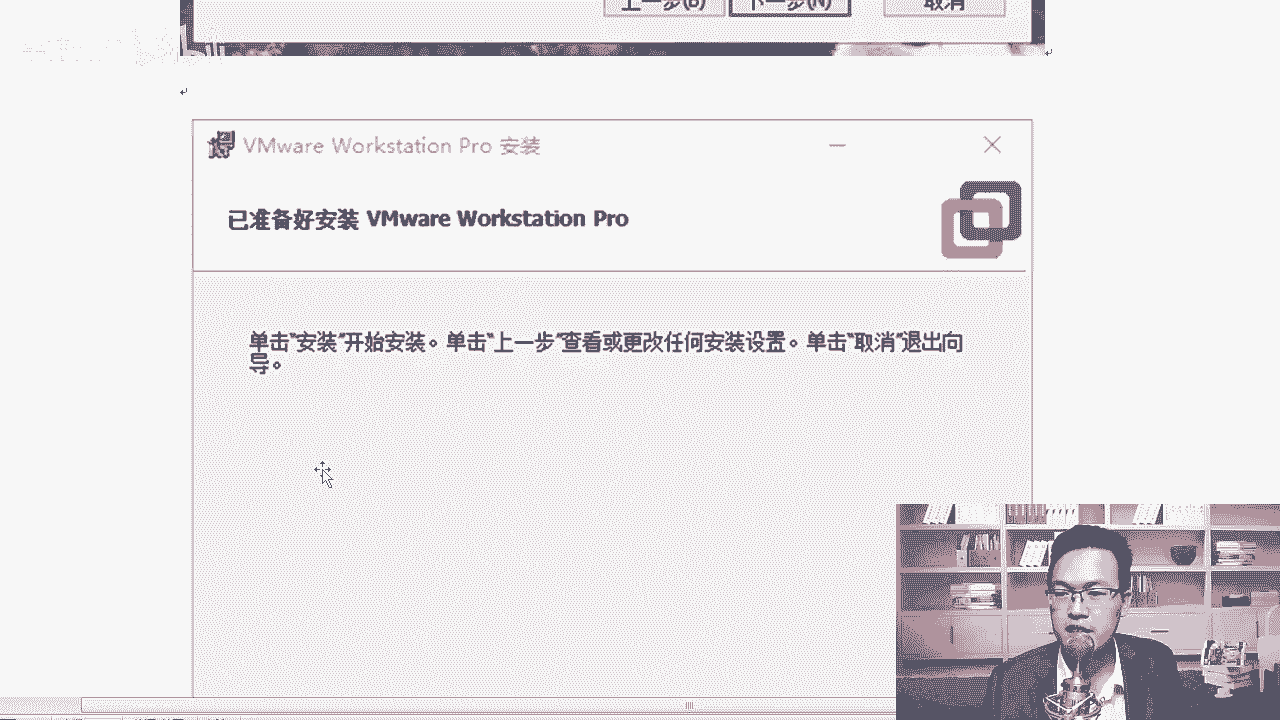 上一步(B) 下一步(N) 取消
VMware Workstation Pro 安装
已准备好安装 VMware Workstation Pro
单击"安装"开始安装。单击"上一步"查看或更改任何安装设置。单击"取消"退出向
导。